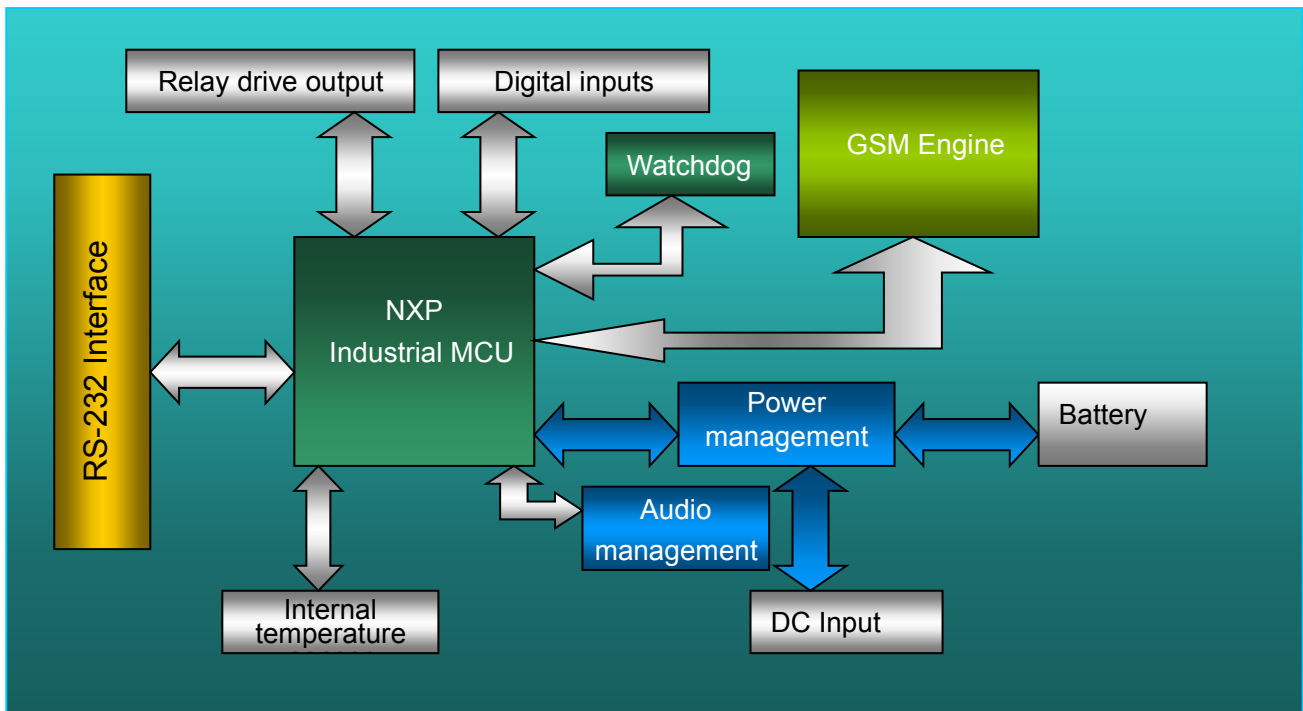 Relay drive output
Digital inputs
GSM Engine
Watchdog
RS-232 Interface
NXP
Industrial MCU
Power
management
Battery
Audio
management
Internal
temperature
DC Input